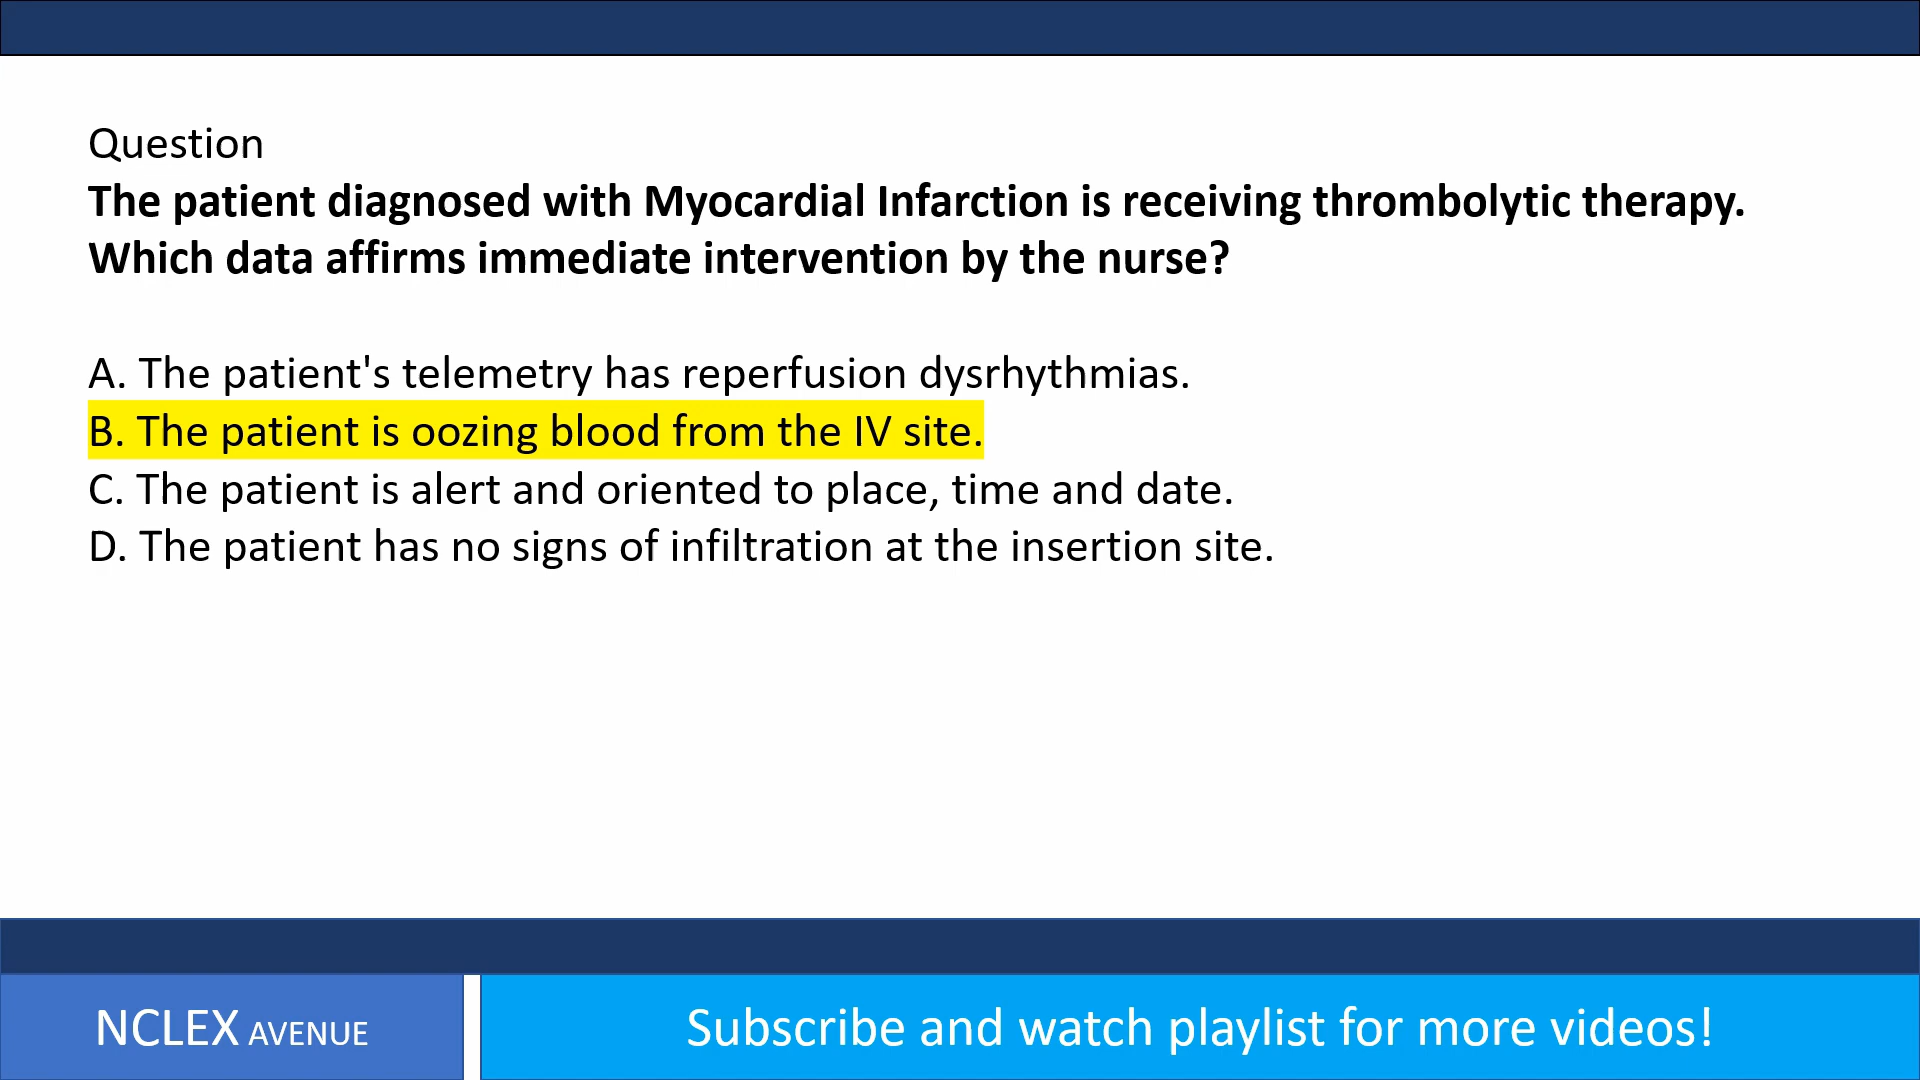 Question
The patient diagnosed with Myocardial Infarction is receiving thrombolytic therapy.
Which data affirms immediate intervention by the nurse?
A. The patient's telemetry has reperfusion dysrhythmias.
B. The patient is oozing blood from the IV site.
C. The patient is alert and oriented to place, time and date.
D. The patient has no signs of infiltration at the insertion site.
NCLEX AVENUE
Subscribe and watch playlist for more videos!